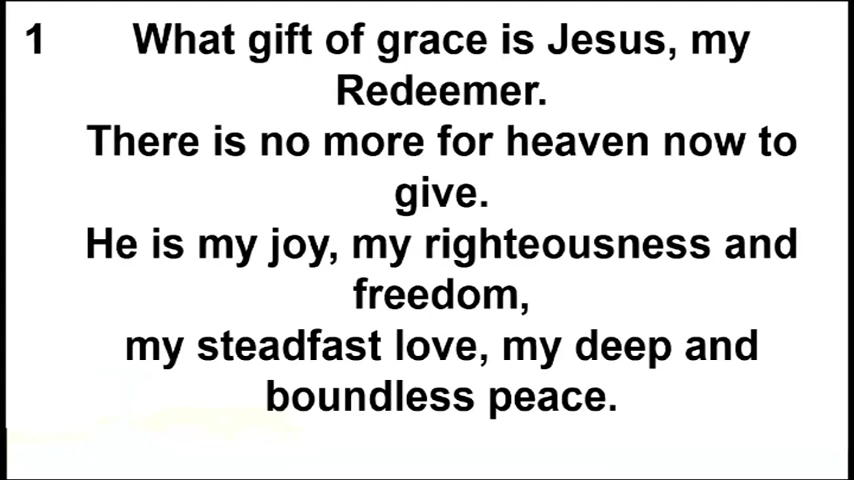 1 What gift of grace is Jesus, my
Redeemer.
There is no more for heaven now to
give.
He is my joy, my righteousness and
freedom,
my steadfast love, my deep and
boundless peace.